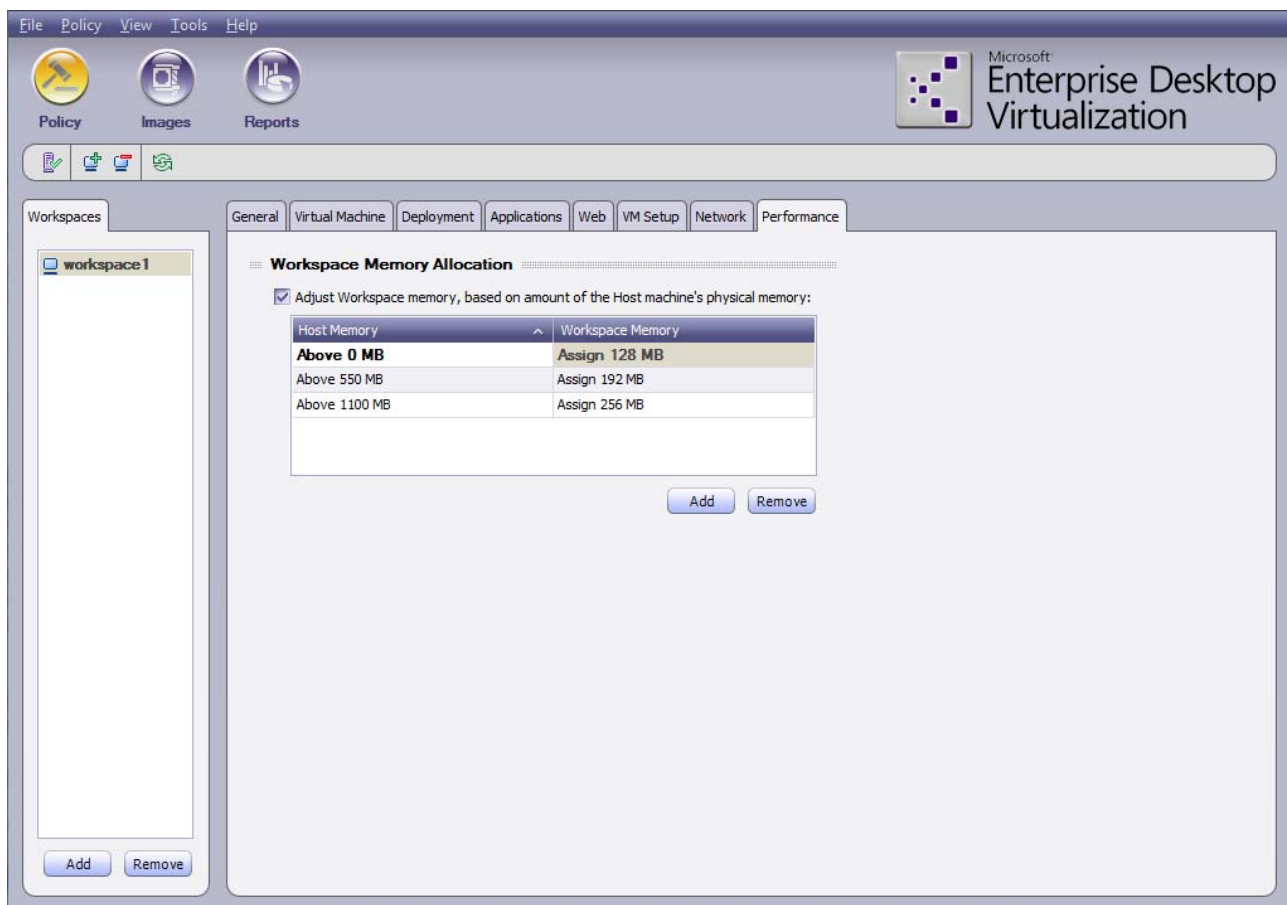 File Policy View Tools Help
Policy Images Reports
Microsoft
Enterprise Desktop
Virtualization
Workspaces
General Virtual Machine Deployment Applications Web VM Setup Network Performance
workspace1
Workspace Memory Allocation
Adjust Workspace memory, based on amount of the Host machine's physical memory:
Host Memory Workspace Memory
Above 0 MB Assign 128 MB
Above 550 MB Assign 192 MB
Above 1100 MB Assign 256 MB
Add Remove
Add Remove